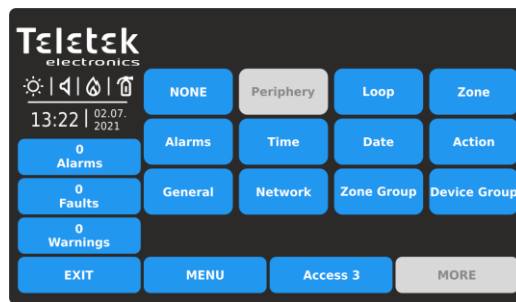 Teletek
electronics
13:22
02.07.
2021
0
Alarms
0
Faults
0
Warnings
EXIT
NONE
Periphery
Loop
Zone
Alarms
Time
Date
Action
General
Network
Zone Group
Device Group
MENU
Access 3
MORE